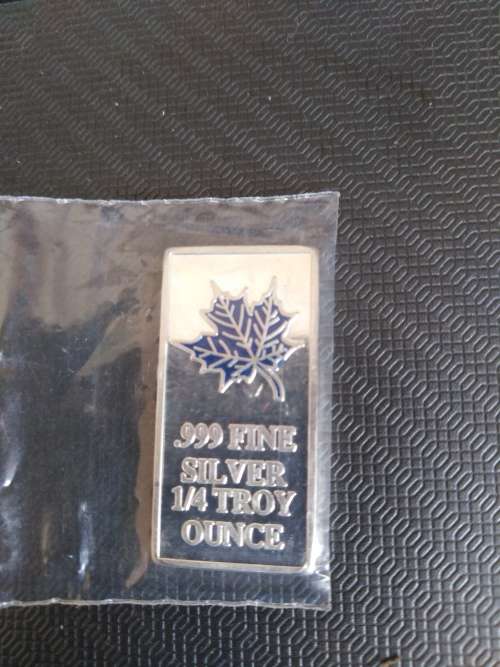 .999 FINE
SILVER
1/4 TROY
OUNCE